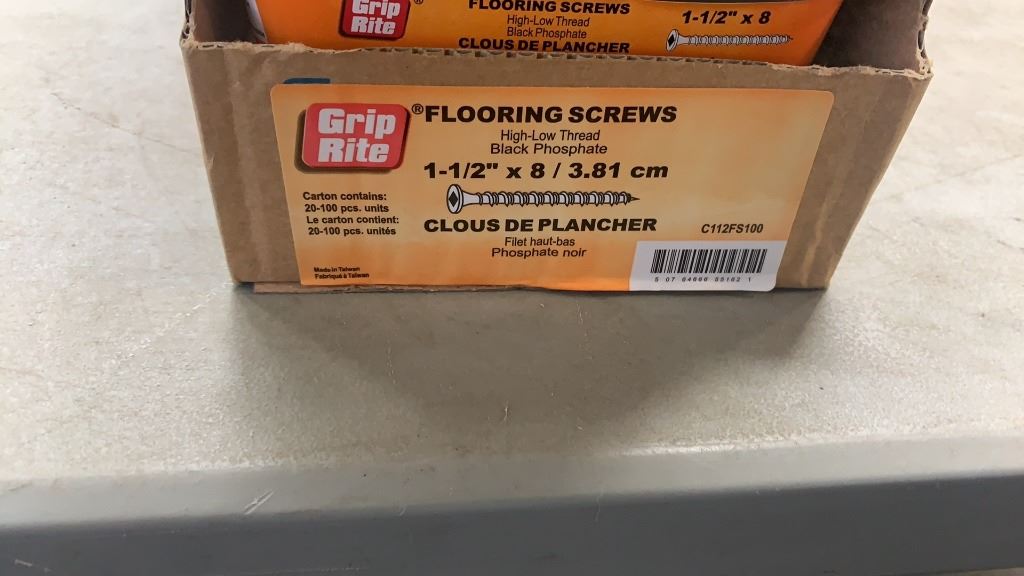 Grip
Rite
®
FLOORING SCREWS
High-Low Thread
Black Phosphate
CLOUS DE PLANCHER
1-1/2" x 8
Grip
Rite
®FLOORING SCREWS
High-Low Thread
Black Phosphate
1-1/2" x 8 / 3.81 cm
Carton contains:
20-100 pcs. units
Le carton contient:
20-100 pcs. unités
CLOUS DE PLANCHER
Filet haut-bas
Phosphate noir
C112FS100
Made in Taiwan
Fabriqué à Taiwan